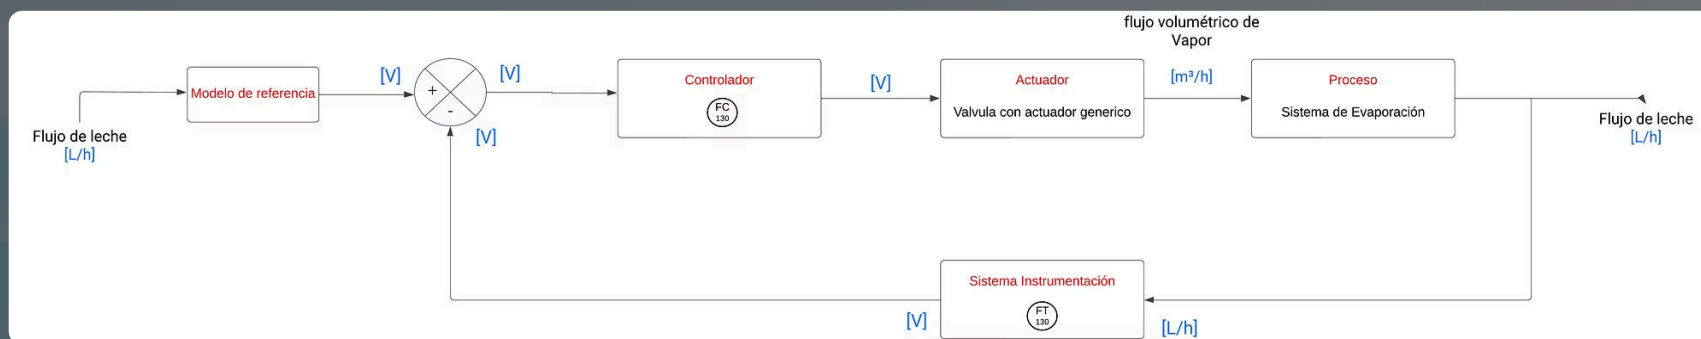 flujo volumétrico de
Vapor
[V]
[V]
[V]
[m³/h]
Modelo de referencia
+
-
Controlador
FC
130
Actuador
Valvula con actuador generico
Proceso
Sistema de Evaporación
Flujo de leche
[L/h]
[V]
Flujo de leche
[L/h]
Sistema Instrumentación
FT
130
[V]
[L/h]